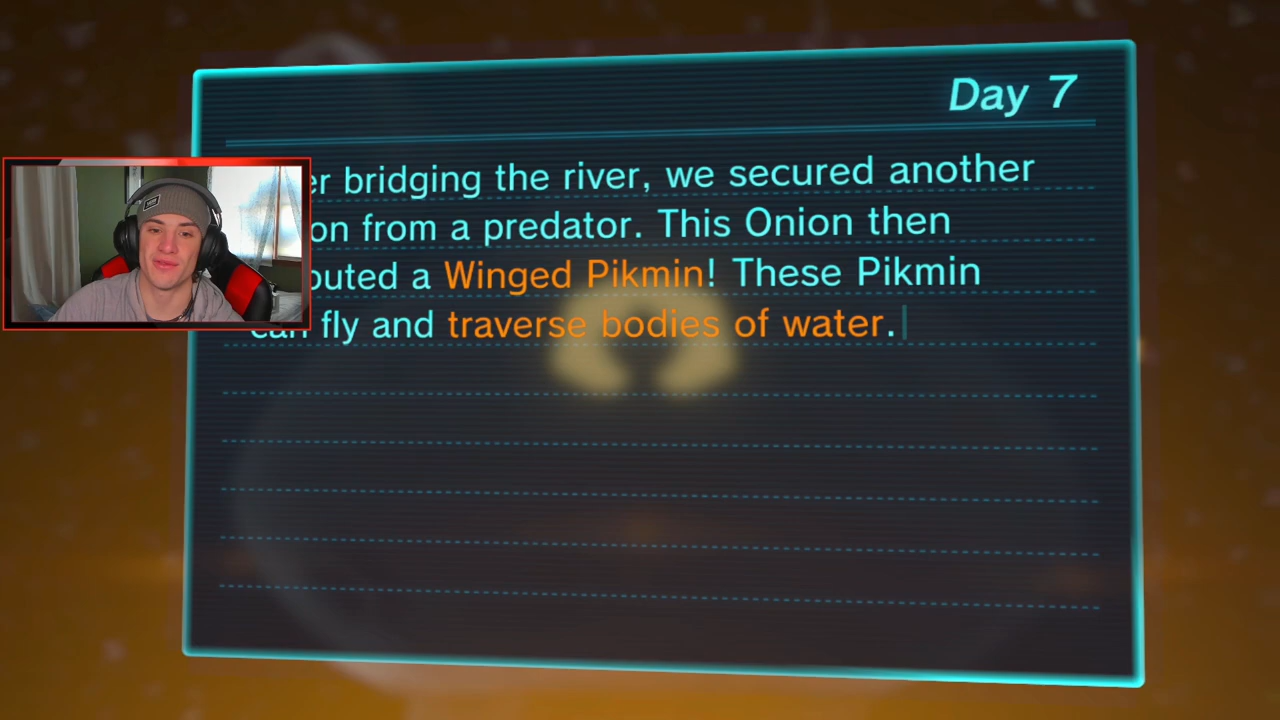 Day 7
er bridging the river, we secured another
on from a predator. This Onion then
outed a Winged Pikmin! These Pikmin
can fly and traverse bodies of water.